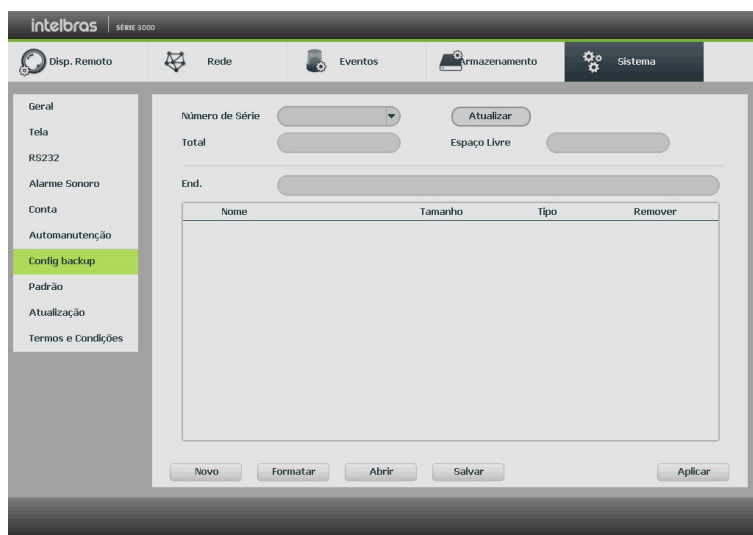 intelbras SÉRIE 3000
Disp. Remoto Rede Eventos Armazenamento Sistema
Geral
Tela
RS232
Alarme Sonoro
Conta
Automanutenção
Config backup
Padrão
Atualização
Termos e Condições
Número de Série Atualizar
Total Espaço Livre
End.
Nome Tamanho Tipo Remover
Novo Formatar Abrir Salvar Aplicar